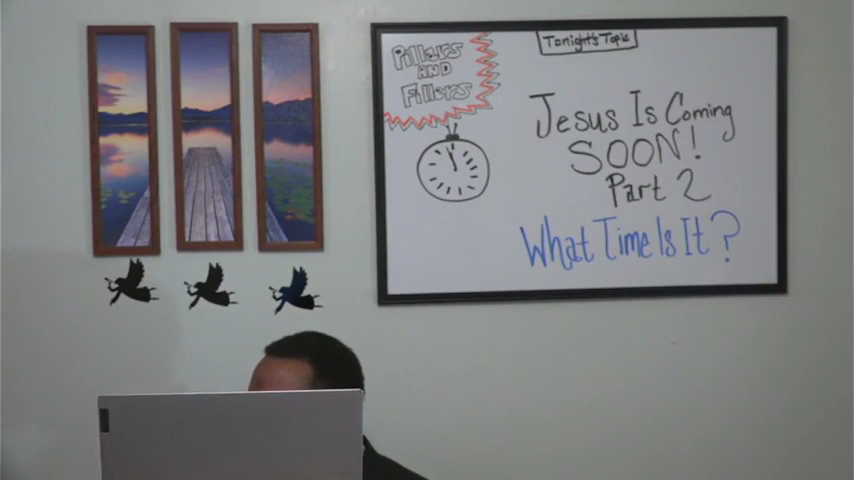 Pillars
AND
Fillers
Tonight's Topic
Jesus Is Coming
SOON!
Part 2
What Time Is It?